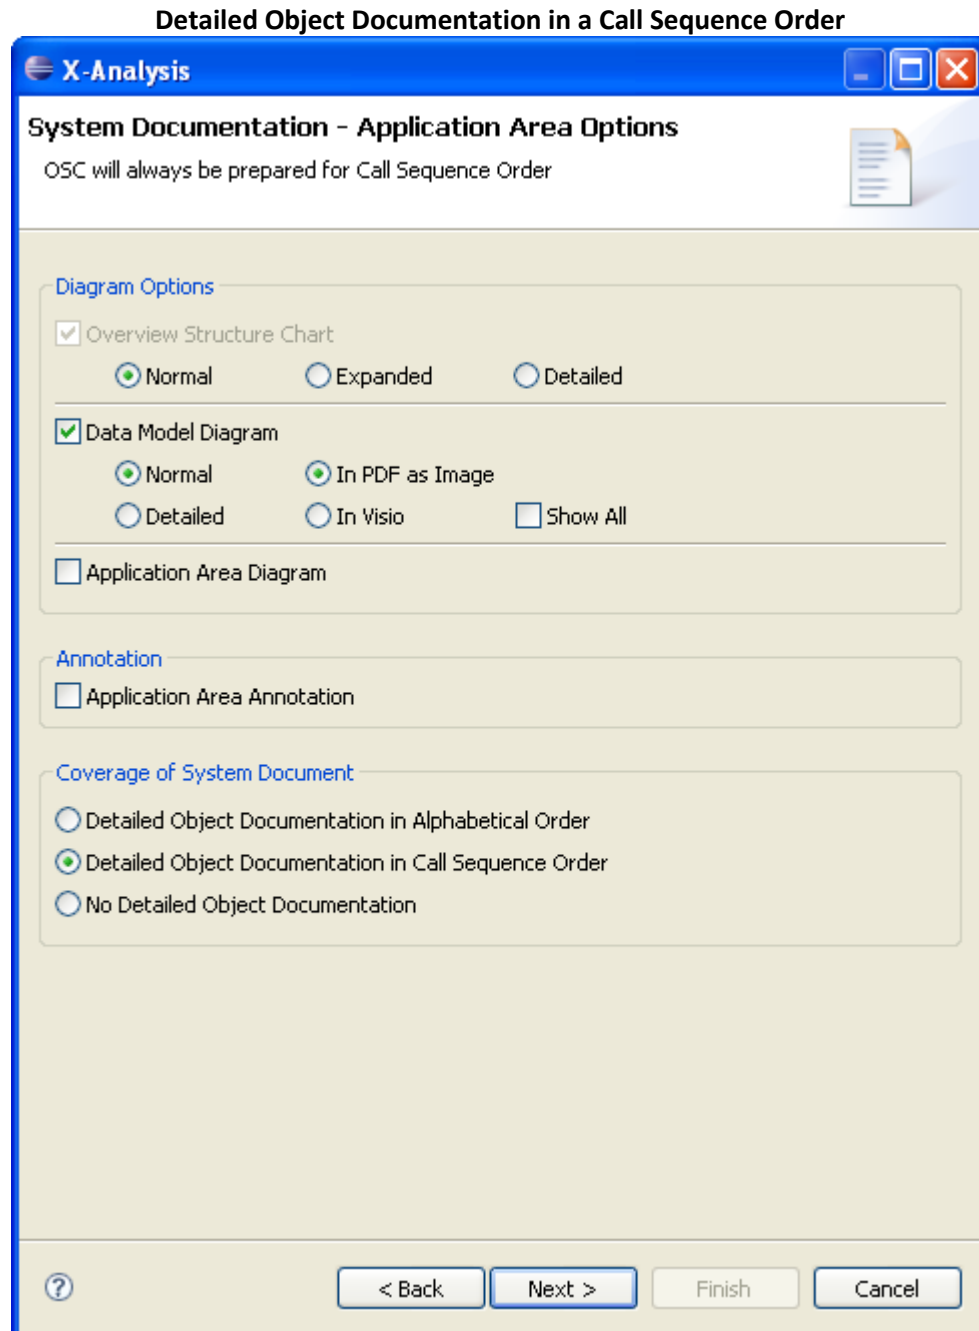 Detailed Object Documentation in a Call Sequence Order
X-Analysis
System Documentation - Application Area Options
OSC will always be prepared for Call Sequence Order
Diagram Options
Overview Structure Chart
Normal Expanded Detailed
Data Model Diagram
Normal In PDF as Image
Detailed In Visio Show All
Application Area Diagram
Annotation
Application Area Annotation
Coverage of System Document
Detailed Object Documentation in Alphabetical Order
Detailed Object Documentation in Call Sequence Order
No Detailed Object Documentation
? < Back Next > Finish Cancel